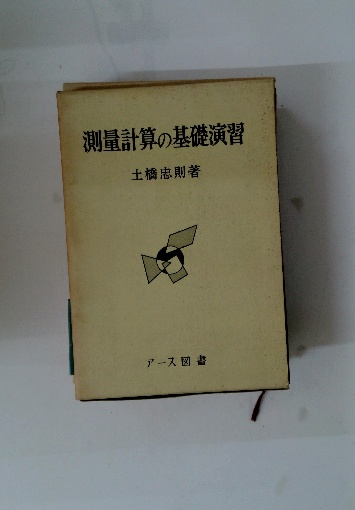 測量計算の基礎演習
土橋忠則著
アース図書